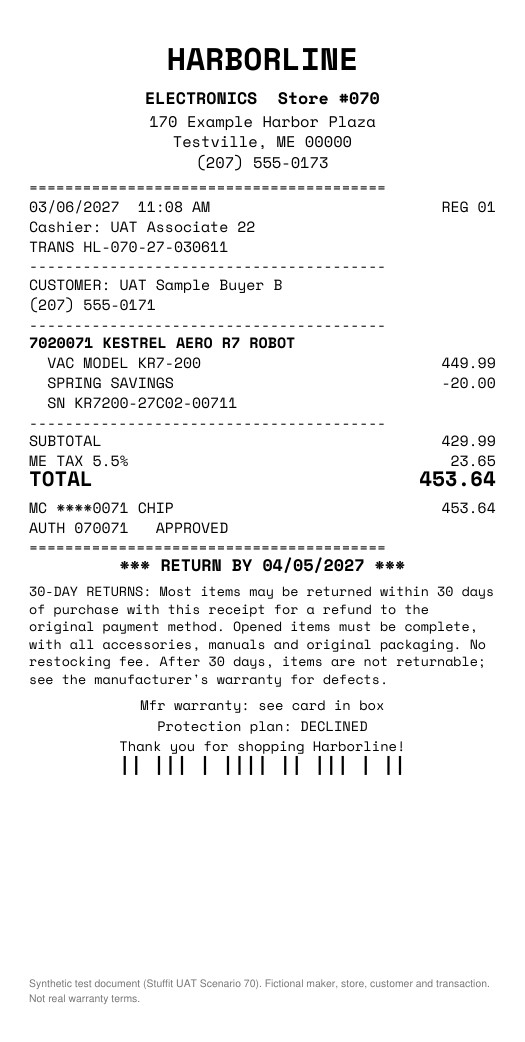 HARBORLINE
ELECTRONICS  Store #070
170 Example Harbor Plaza
Testville, ME 00000
(207) 555-0173
========================================
03/06/2027  11:08 AM REG 01
Cashier: UAT Associate 22
TRANS HL-070-27-030611
----------------------------------------
CUSTOMER: UAT Sample Buyer B
(207) 555-0171
----------------------------------------
7020071 KESTREL AERO R7 ROBOT
VAC MODEL KR7-200 449.99
SPRING SAVINGS -20.00
SN KR7200-27C02-00711
----------------------------------------
SUBTOTAL 429.99
ME TAX 5.5% 23.65
TOTAL 453.64
MC ****0071 CHIP 453.64
AUTH 070071   APPROVED
========================================
*** RETURN BY 04/05/2027 ***
30-DAY RETURNS: Most items may be returned within 30 days
of purchase with this receipt for a refund to the
original payment method. Opened items must be complete,
with all accessories, manuals and original packaging. No
restocking fee. After 30 days, items are not returnable;
see the manufacturer's warranty for defects.
Mfr warranty: see card in box
Protection plan: DECLINED
Thank you for shopping Harborline!
Synthetic test document (Stuffit UAT Scenario 70). Fictional maker, store, customer and transaction.
Not real warranty terms.